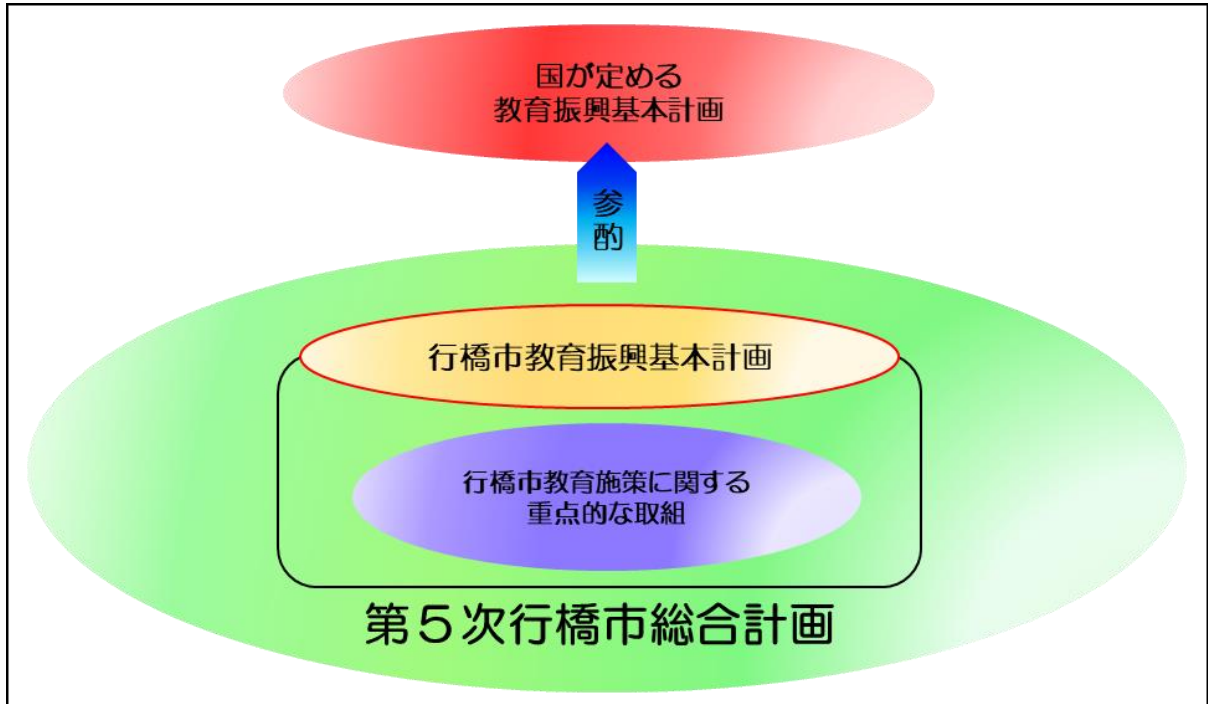 国が定める
教育振興基本計画
参酌
行橋市教育振興基本計画
行橋市教育施策に関する
重点的な取組
第５次行橋市総合計画